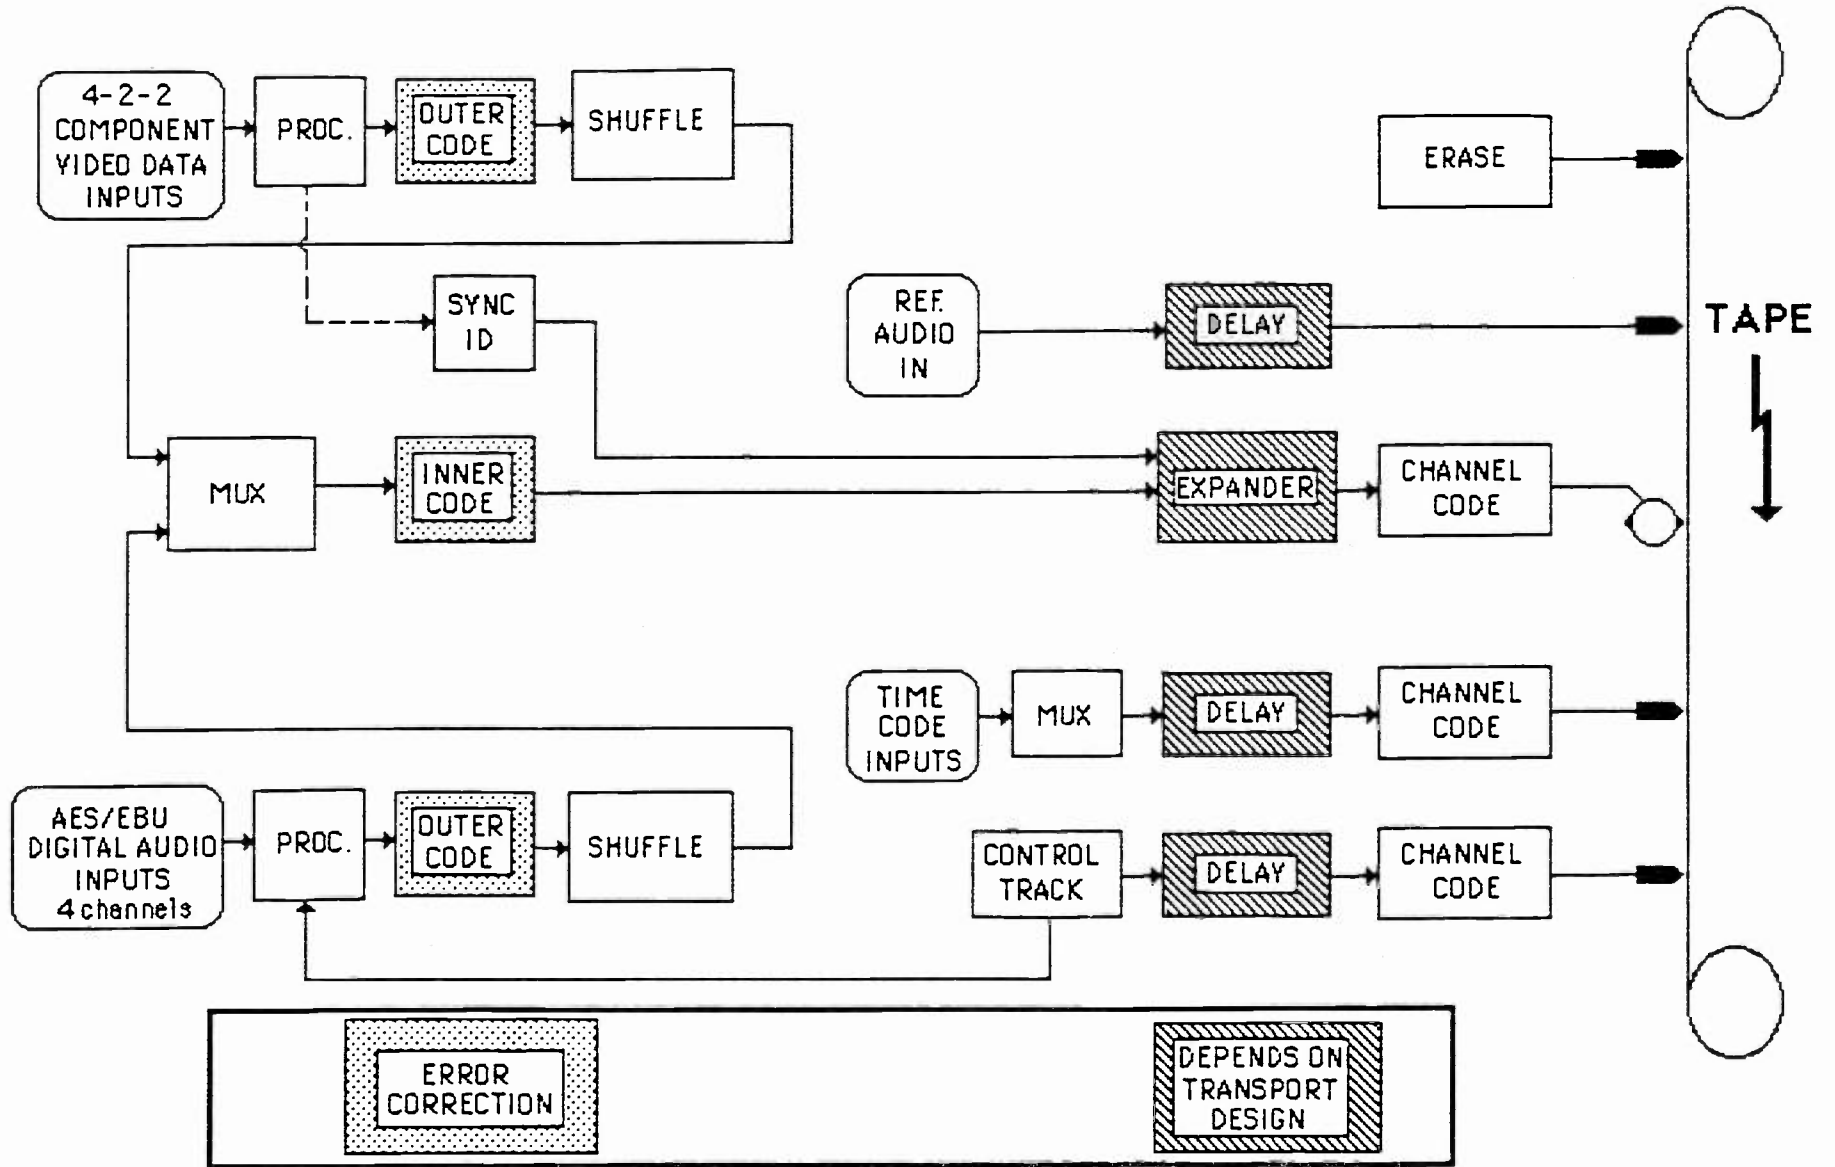 4-2-2
COMPONENT
VIDEO DATA
INPUTS
PROC.
OUTER
CODE
SHUFFLE
ERASE
SYNC
ID
REF.
AUDIO
IN
DELAY
TAPE
MUX
INNER
CODE
EXPANDER
CHANNEL
CODE
TIME
CODE
INPUTS
MUX
DELAY
CHANNEL
CODE
AES/EBU
DIGITAL AUDIO
INPUTS
4 channels
PROC.
OUTER
CODE
SHUFFLE
CONTROL
TRACK
DELAY
CHANNEL
CODE
ERROR
CORRECTION
DEPENDS ON
TRANSPORT
DESIGN